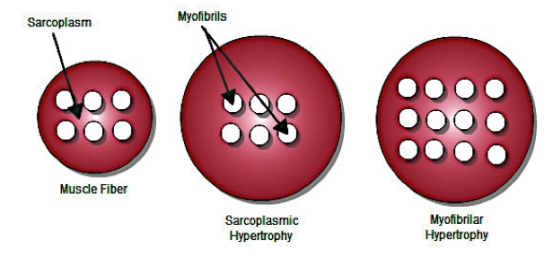 Sarcoplasm
Myofibrils
Muscle Fiber
Sarcoplasmic
Hypertrophy
Myofibrilar
Hypertrophy